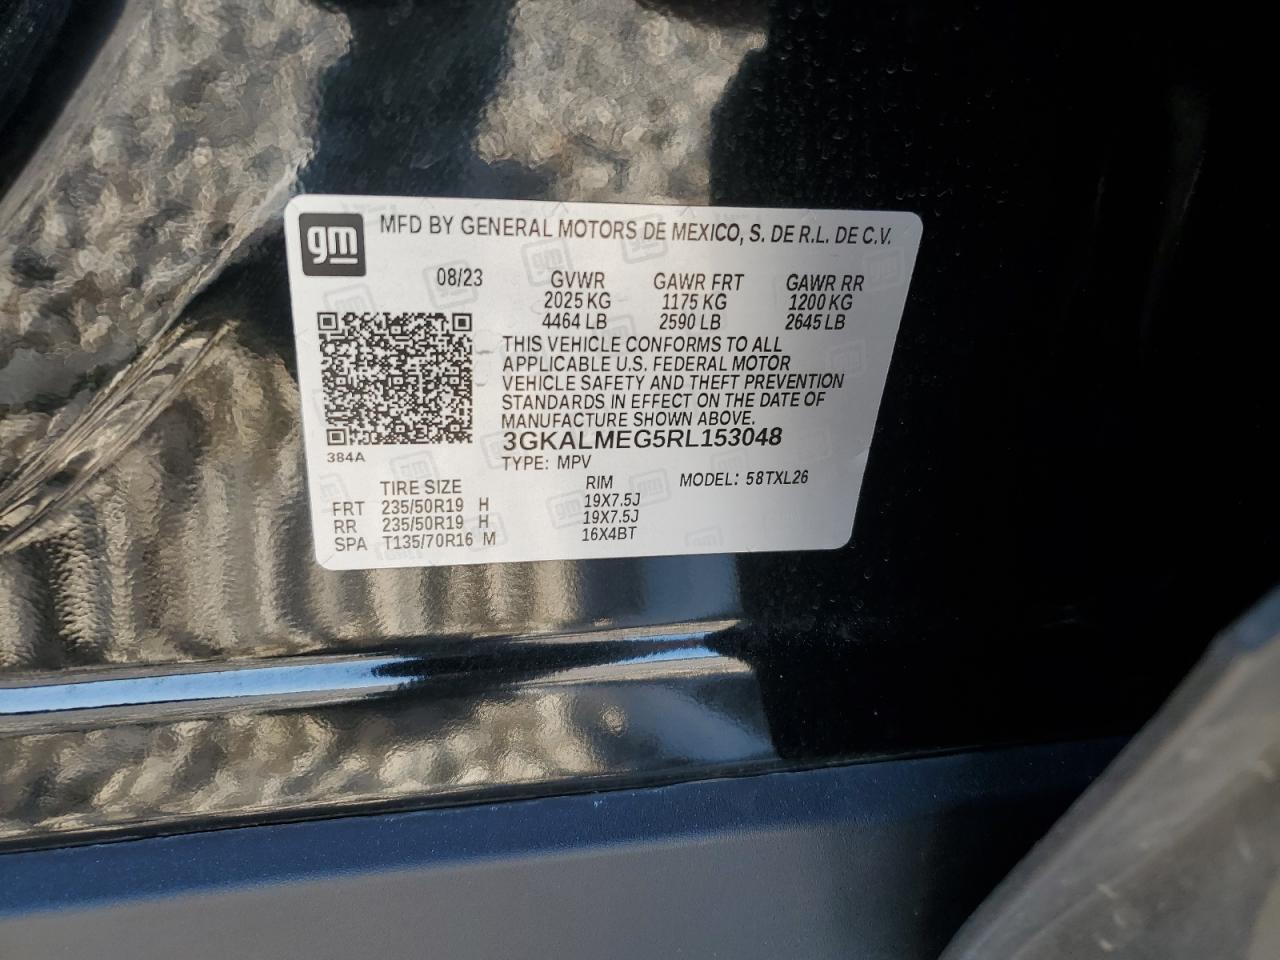 gm MFD BY GENERAL MOTORS DE MEXICO, S. DE R.L. DE C.V.
08/23 GVWR GAWR FRT GAWR RR
2025 KG 1175 KG 1200 KG
4464 LB 2590 LB 2645 LB
THIS VEHICLE CONFORMS TO ALL
APPLICABLE U.S. FEDERAL MOTOR
VEHICLE SAFETY AND THEFT PREVENTION
STANDARDS IN EFFECT ON THE DATE OF
MANUFACTURE SHOWN ABOVE.
3GKALMEG5RL153048
384A
TYPE: MPV MODEL: 58TXL26
TIRE SIZE RIM
FRT 235/50R19 H 19X7.5J
RR 235/50R19 H 19X7.5J
SPA T135/70R16 M 16X4BT